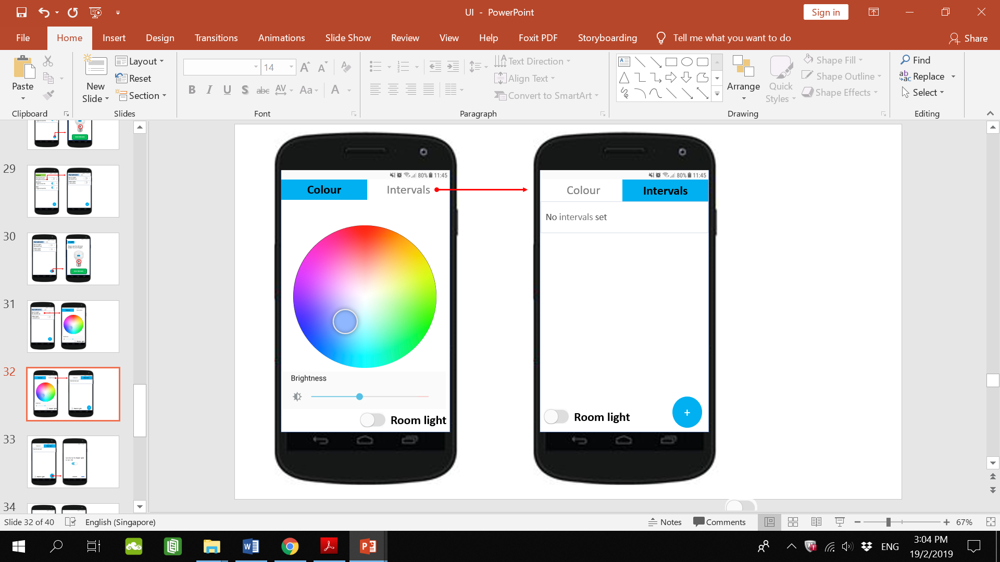 UI - PowerPoint
Sign in
File Home Insert Design Transitions Animations Slide Show Review View Help Foxit PDF Storyboarding Tell me what you want to do Share
Paste
New Slide
Layout
Reset
Section
14
B I U S abc AV Aa A
Text Direction
Align Text
Convert to SmartArt
Arrange
Quick Styles
Shape Fill
Shape Outline
Shape Effects
Find
Replace
Select
Clipboard Slides Font Paragraph Drawing Editing
29
30
31
32
33
34
80% 11:45
Colour Intervals
Brightness
Room light
80% 11:45
Colour Intervals
No intervals set
Room light
+
Slide 32 of 40 English (Singapore) Notes Comments 67%
ENG
3:04 PM
19/2/2019